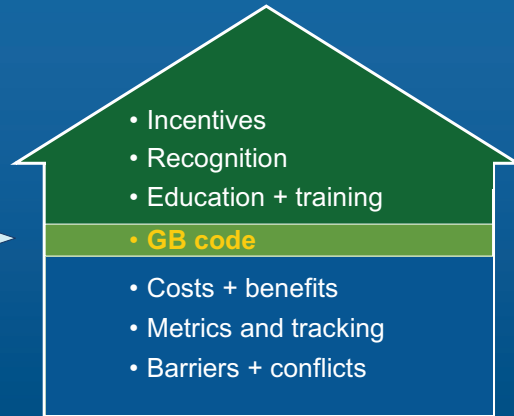 • Incentives
• Recognition
• Education + training
• GB code
• Costs + benefits
• Metrics and tracking
• Barriers + conflicts